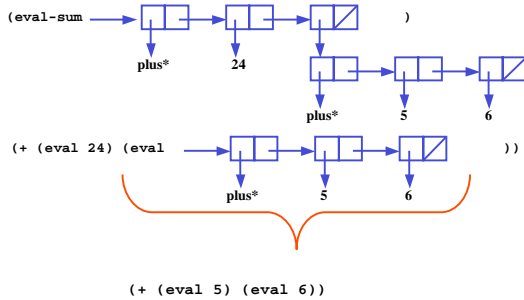 (eval-sum )
plus* 24
plus* 5 6
(+ (eval 24) (eval ))
plus* 5 6
(+ (eval 5) (eval 6))